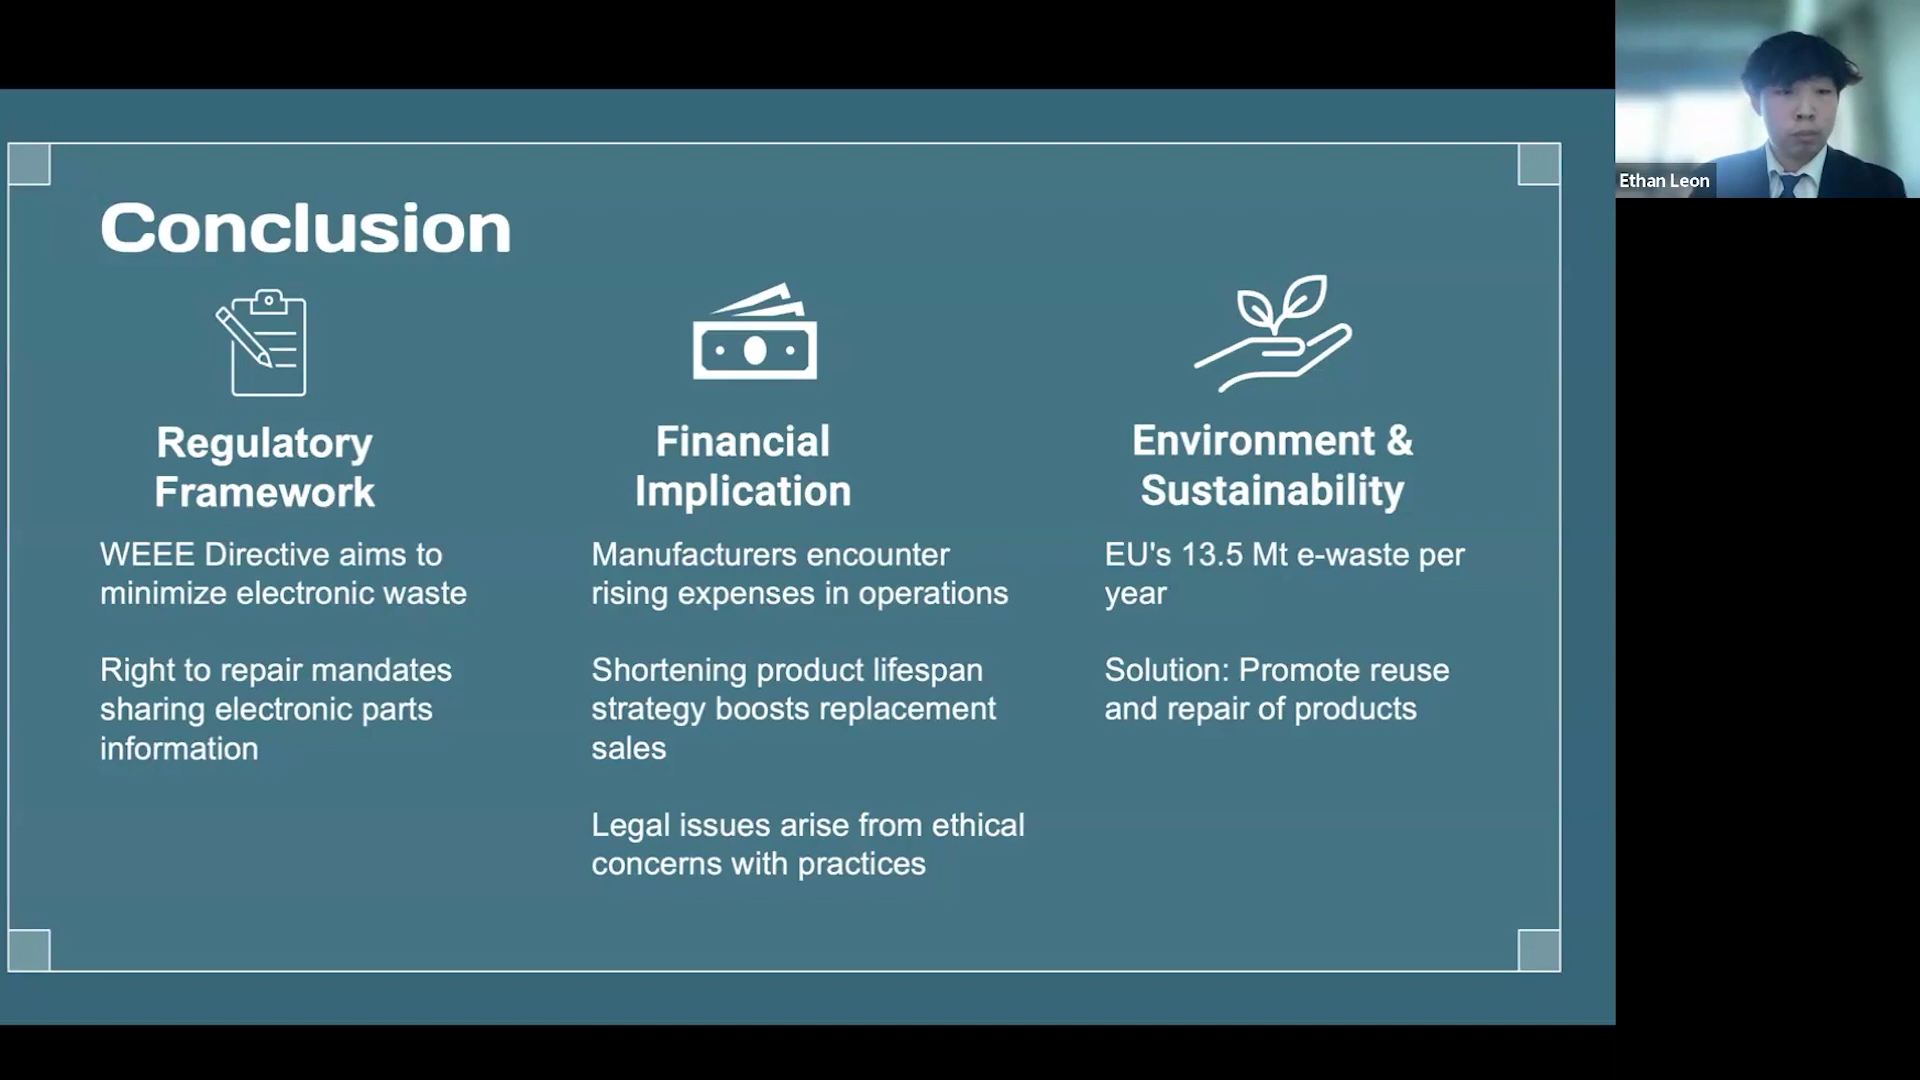 Conclusion
Regulatory
Framework
WEEE Directive aims to
minimize electronic waste
Right to repair mandates
sharing electronic parts
information
Financial
Implication
Manufacturers encounter
rising expenses in operations
Shortening product lifespan
strategy boosts replacement
sales
Legal issues arise from ethical
concerns with practices
Environment &
Sustainability
EU's 13.5 Mt e-waste per
year
Solution: Promote reuse
and repair of products
Ethan Leon